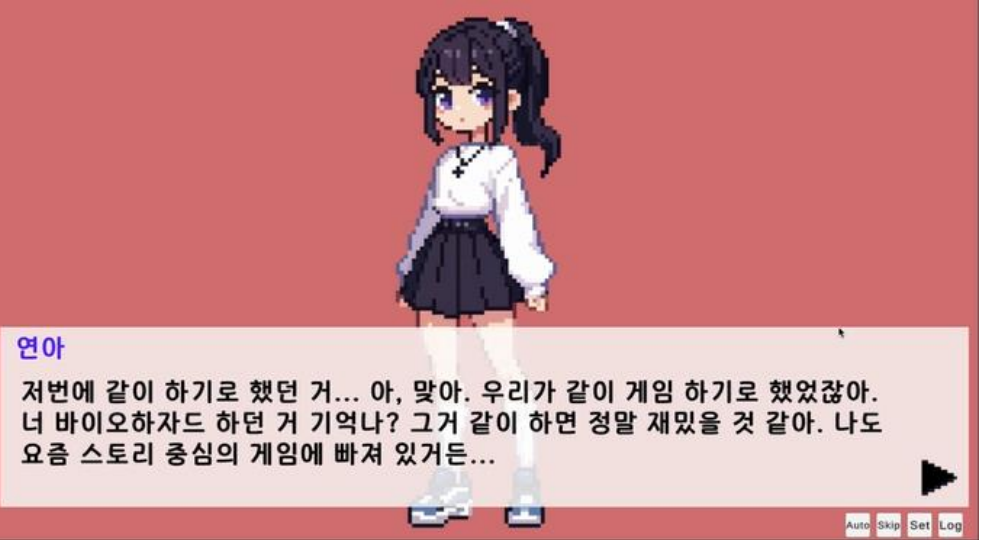 연아
저번에 같이 하기로 했던 거... 아, 맞아. 우리가 같이 게임 하기로 했었잖아.
너 바이오하자드 하던 거 기억나? 그거 같이 하면 정말 재밌을 것 같아. 나도
요즘 스토리 중심의 게임에 빠져 있거든...
Auto Skip Set Log